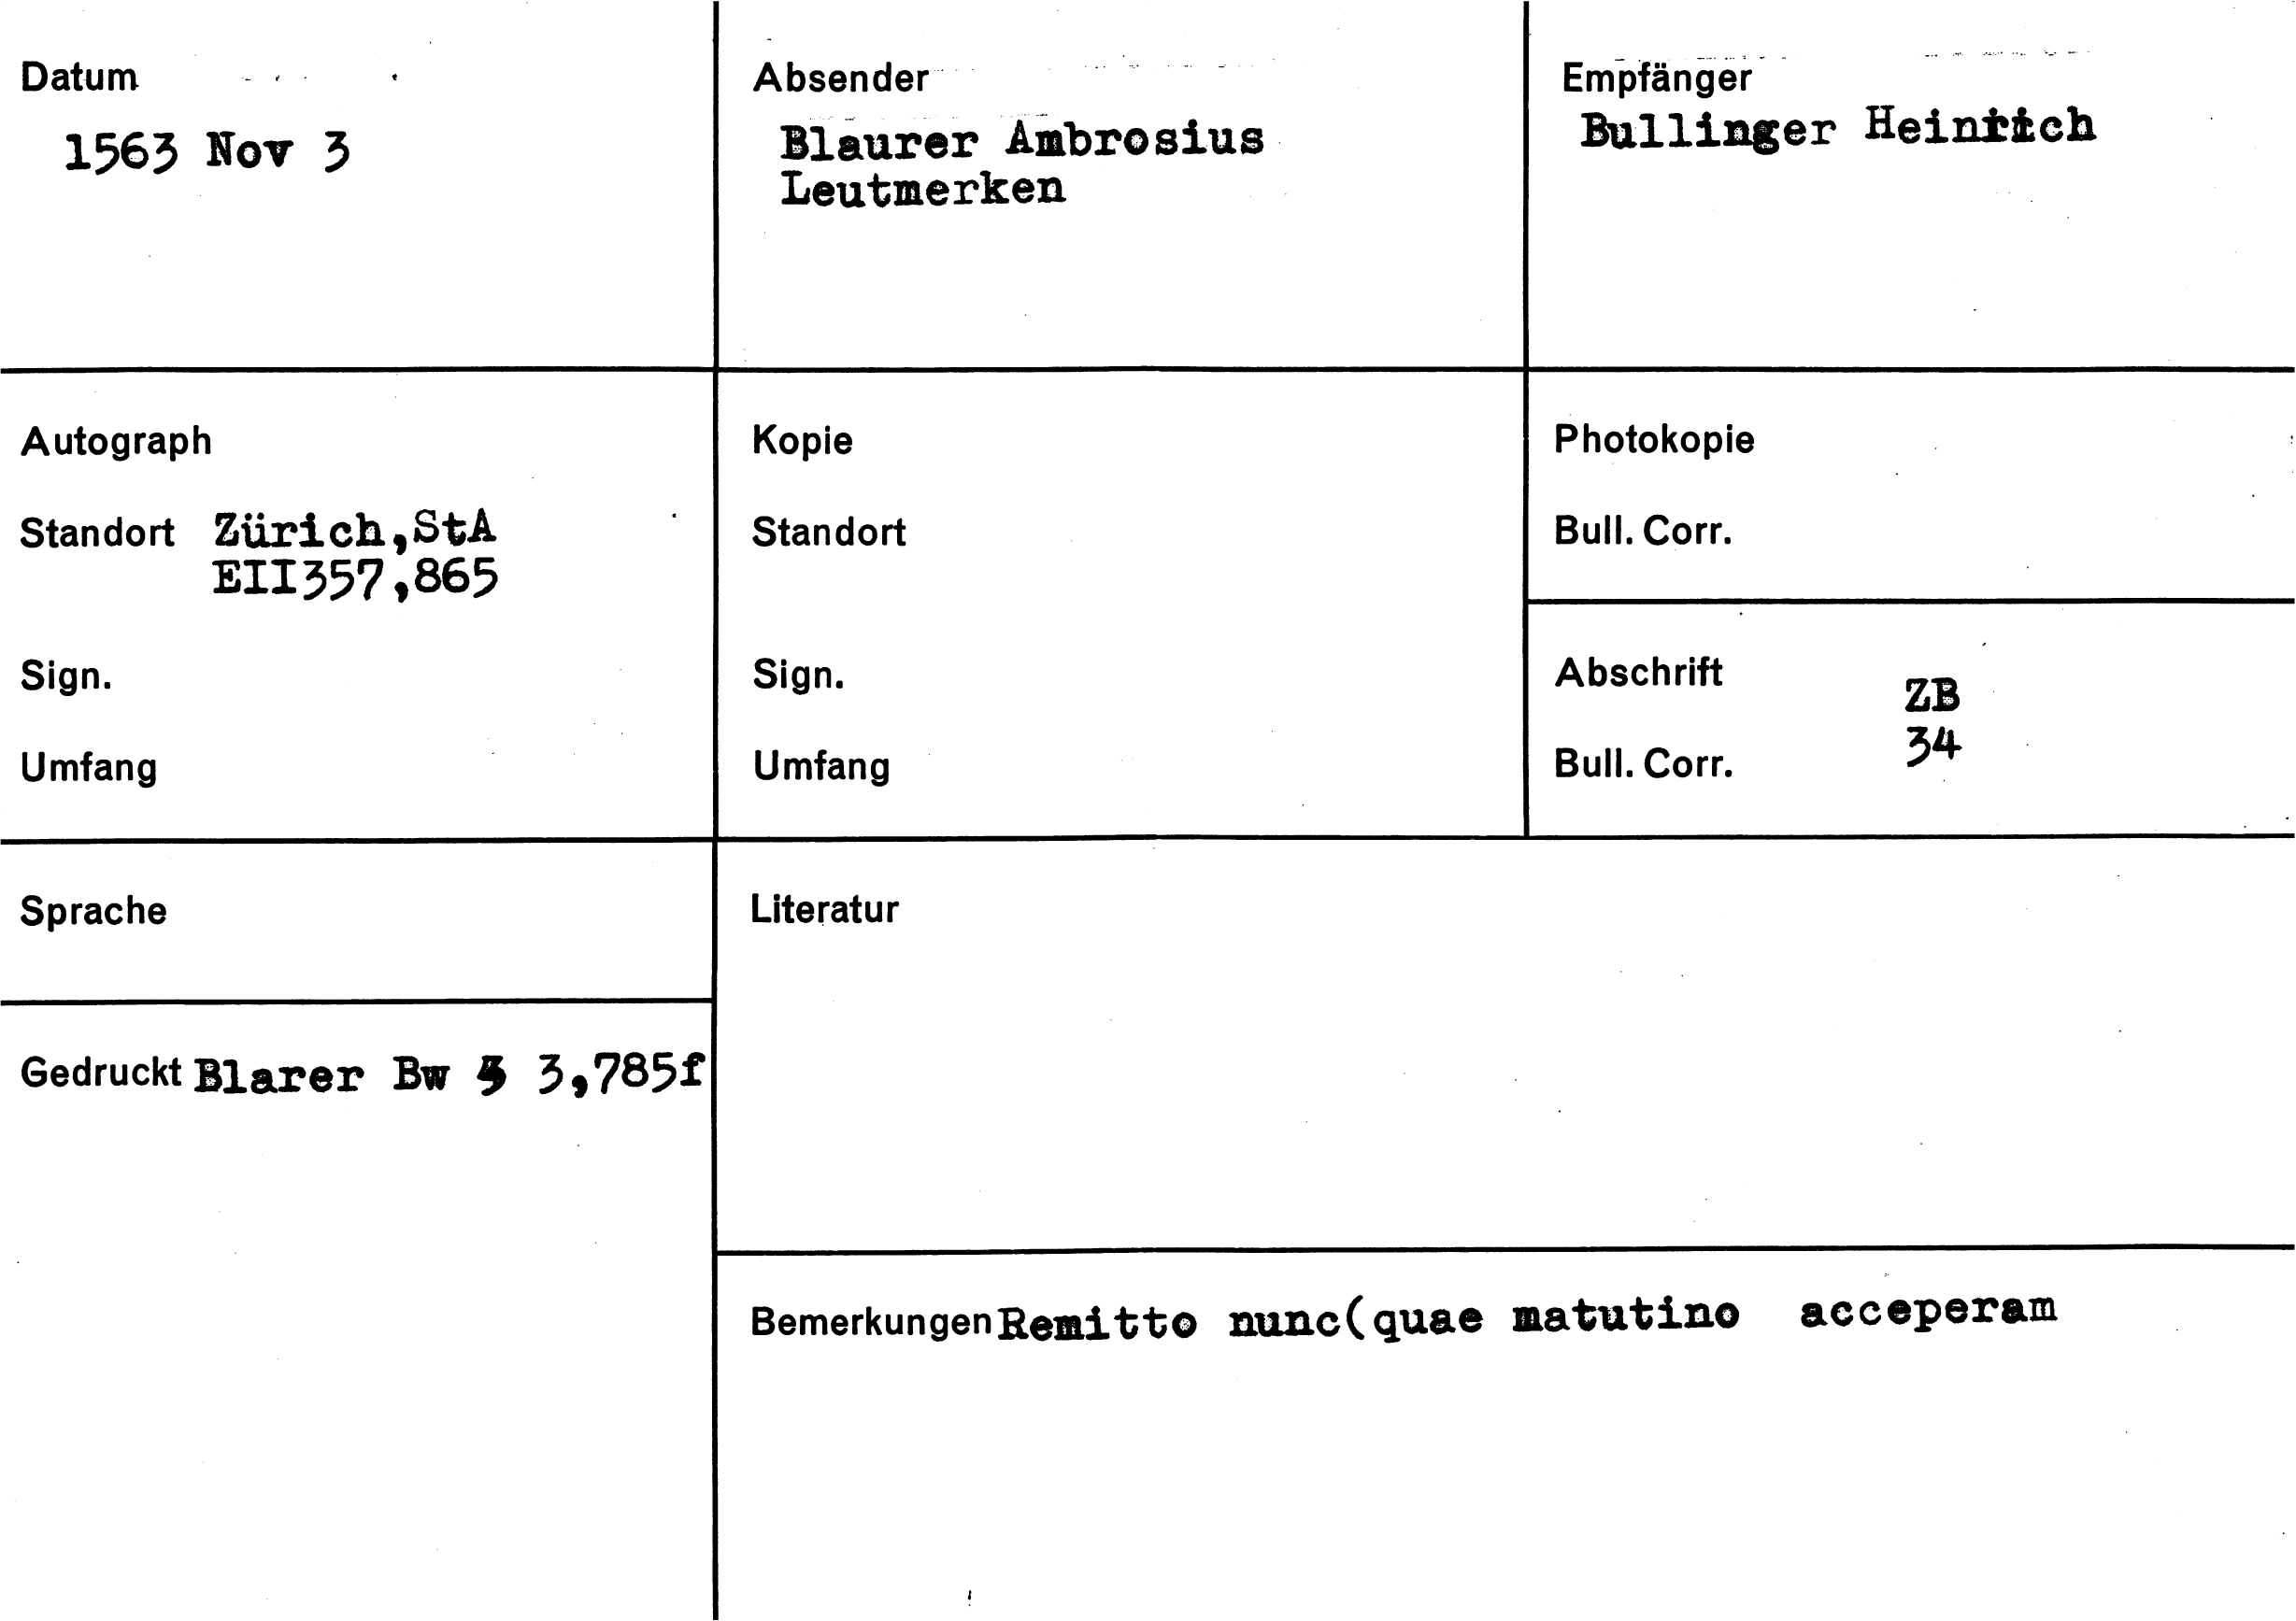 Datum
1563 Nov 3
Absender
Blaurer Ambrosius
Leutmerken
Empfänger
Bullinger Heinrich
Autograph
Standort Zürich,StA
EII357,865
Sign.
Umfang
Kopie
Standort
Sign.
Umfang
Photokopie
Bull. Corr.
Abschrift
ZB
34
Bull. Corr.
Sprache
Literatur
Gedruckt Blarer Bw 3,785f
Bemerkungen Remitto nunc(quae matutino acceperam